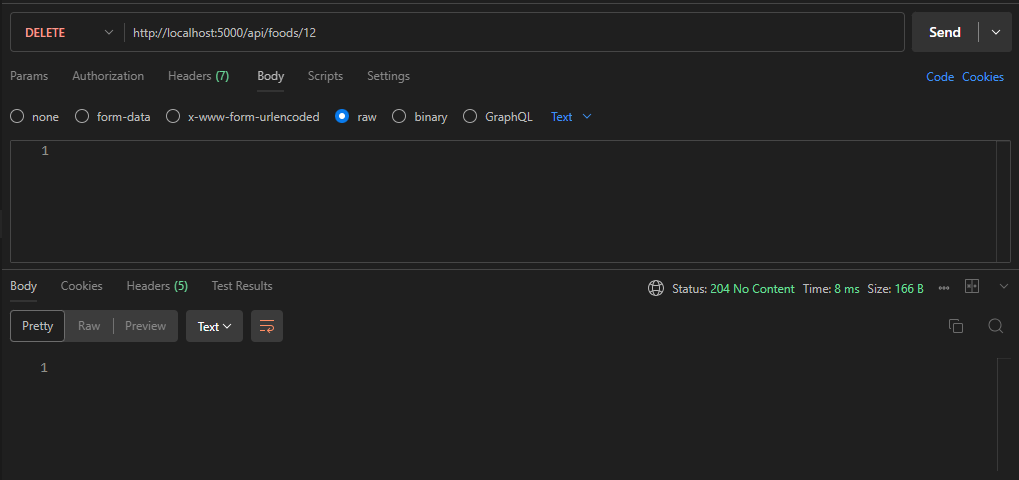 DELETE http://localhost:5000/api/foods/12 Send
Params Authorization Headers (7) Body Scripts Settings Code Cookies
none form-data x-www-form-urlencoded raw binary GraphQL Text
1
Body Cookies Headers (5) Test Results Status: 204 No Content Time: 8 ms Size: 166 B
Pretty Raw Preview Text
1